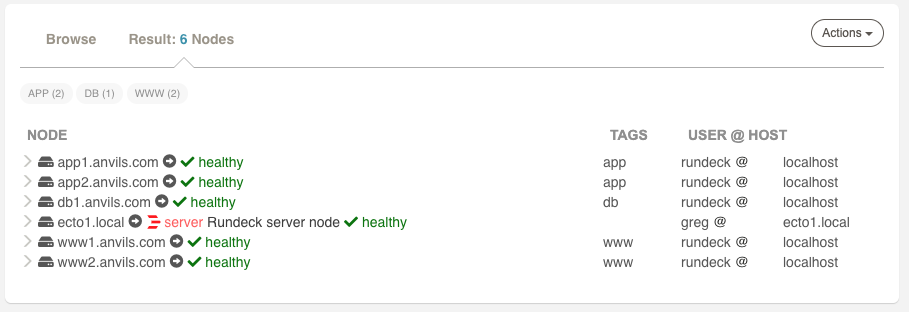 Browse Result: 6 Nodes Actions
APP (2) DB (1) WWW (2)
NODE TAGS USER @ HOST
app1.anvils.com healthy app rundeck @ localhost
app2.anvils.com healthy app rundeck @ localhost
db1.anvils.com healthy db rundeck @ localhost
ecto1.local server Rundeck server node healthy greg @ ecto1.local
www1.anvils.com healthy www rundeck @ localhost
www2.anvils.com healthy www rundeck @ localhost